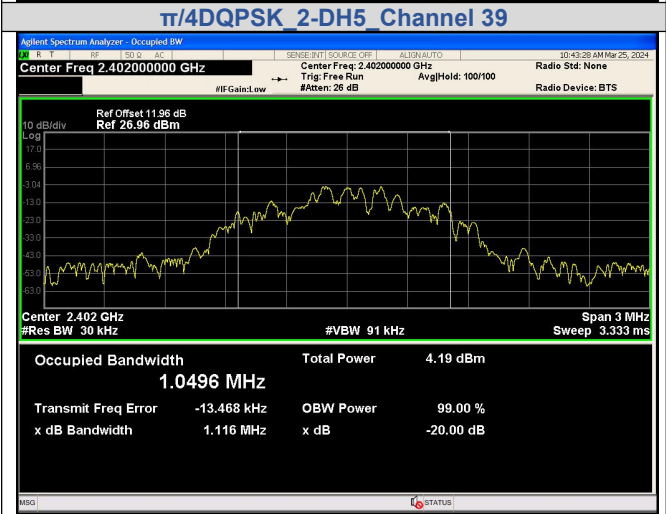 π/4DQPSK_2-DH5_Channel 39
Agilent Spectrum Analyzer - Occupied BW
LXI R T RF 50 Ω AC SENSE:INT SOURCE OFF ALIGN AUTO 10:43:28 AM Mar 25, 2024
Center Freq 2.402000000 GHz Center Freq: 2.402000000 GHz Radio Std: None
Trig: Free Run Avg|Hold: 100/100
#IFGain:Low #Atten: 26 dB Radio Device: BTS
Ref Offset 11.96 dB
10 dB/div Ref 26.96 dBm
Log
17.0
6.96
-3.04
-13.0
-23.0
-33.0
-43.0
-53.0
-63.0
Center 2.402 GHz Span 3 MHz
#Res BW 30 kHz #VBW 91 kHz Sweep 3.333 ms
Occupied Bandwidth Total Power 4.19 dBm
1.0496 MHz
Transmit Freq Error -13.468 kHz OBW Power 99.00 %
x dB Bandwidth 1.116 MHz x dB -20.00 dB
MSG STATUS